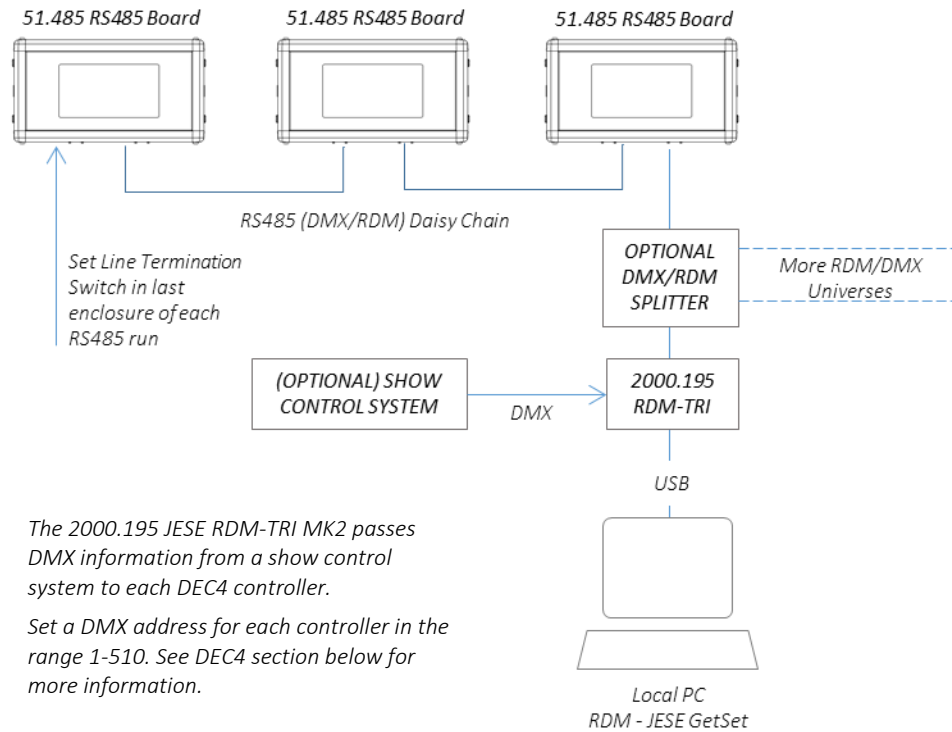 51.485 RS485 Board
51.485 RS485 Board
51.485 RS485 Board
RS485 (DMX/RDM) Daisy Chain
Set Line Termination
Switch in last
enclosure of each
RS485 run
OPTIONAL
DMX/RDM
SPLITTER
More RDM/DMX
Universes
(OPTIONAL) SHOW
CONTROL SYSTEM
DMX
2000.195
RDM-TRI
USB
The 2000.195 JESE RDM-TRI MK2 passes
DMX information from a show control
system to each DEC4 controller.
Set a DMX address for each controller in the
range 1-510. See DEC4 section below for
more information.
Local PC
RDM - JESE GetSet